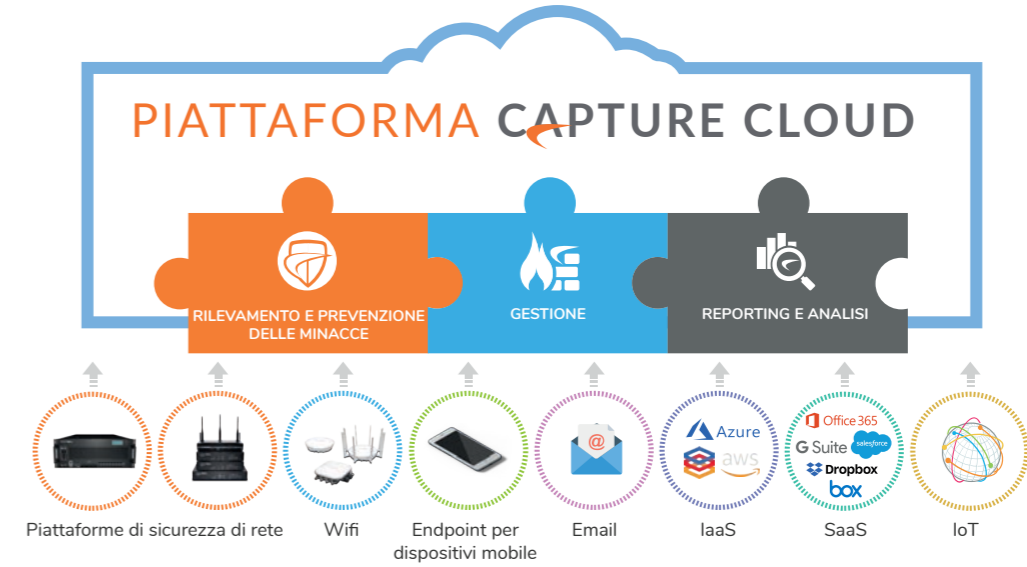 PIATTAFORMA CAPTURE CLOUD
RILEVAMENTO E PREVENZIONE
DELLE MINACCE
GESTIONE
REPORTING E ANALISI
@
Azure
aws
Office 365
G Suite
salesforce
Dropbox
box
Piattaforme di sicurezza di rete
Wifi
Endpoint per
dispositivi mobile
Email
IaaS
SaaS
IoT